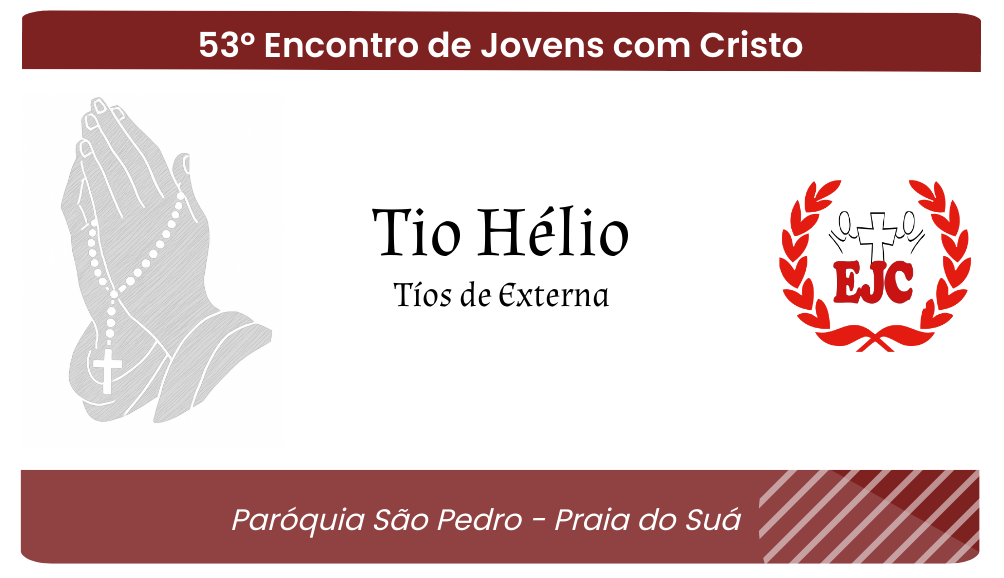 53º Encontro de Jovens com Cristo
Tio Hélio
Tíos de Externa
EJC
Paróquia São Pedro - Praia do Suá